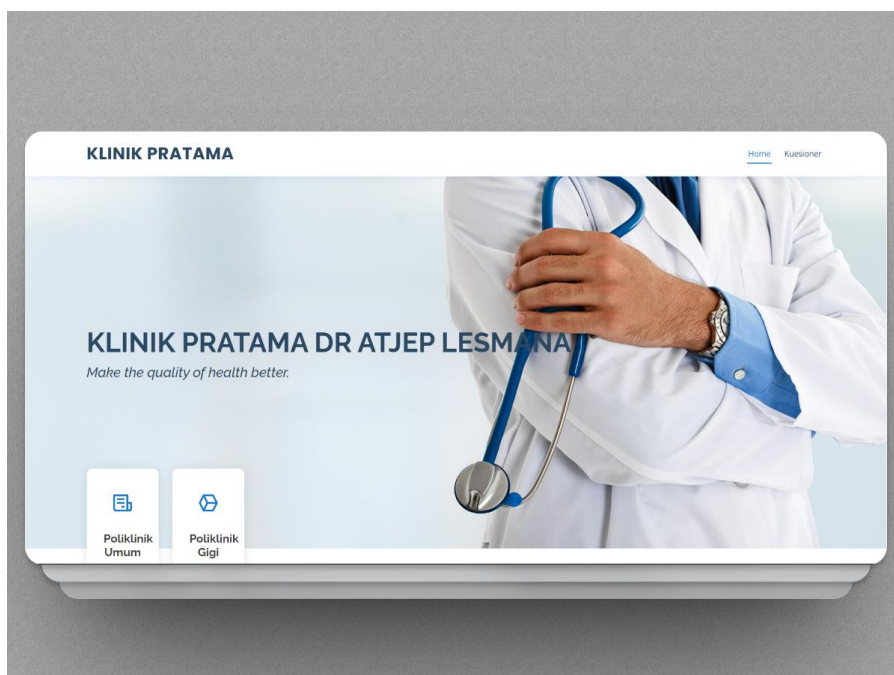 KLINIK PRATAMA
Home Kuesioner
KLINIK PRATAMA DR ATJEP LESMANA
Make the quality of health better.
Poliklinik
Umum
Poliklinik
Gigi